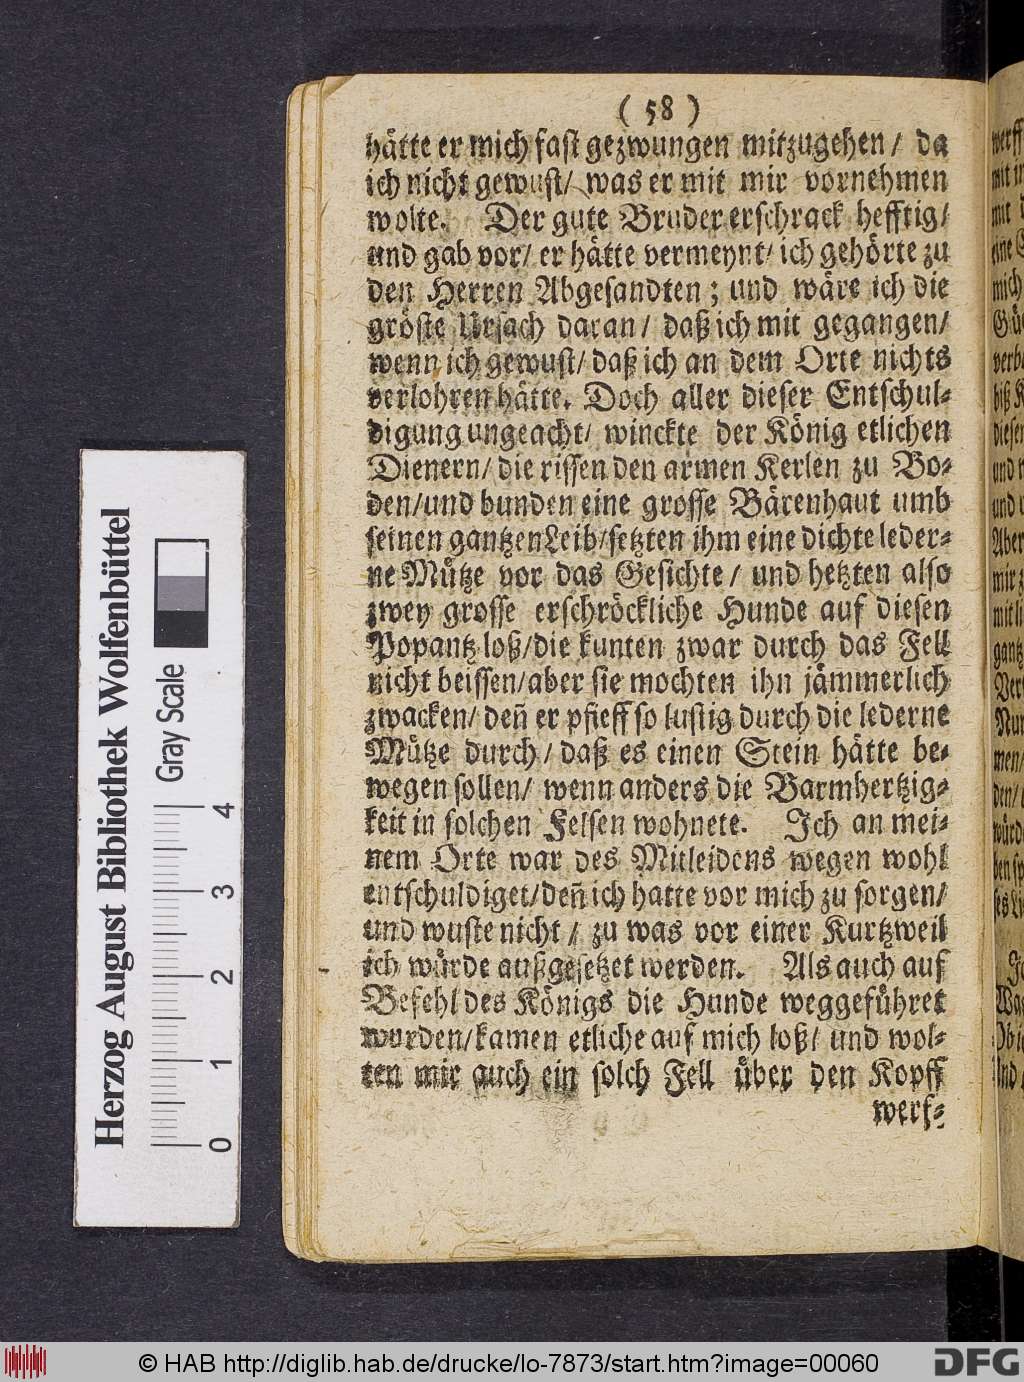 ( 58 )
hätte er mich fast gezwungen mitzugehen / da
ich nicht gewust/ was er mit mir vornehmen
wolte. Der gute Bruder erschrack hefftig/
und gab vor/ er hätte vermeynt/ ich gehörte zu
den Herren Abgesandten; und wäre ich die
gröste Ursach daran/ daß ich mit gegangen/
wenn ich gewust/ daß ich an dem Orte nichts
verlohren hätte. Doch aller dieser Entschul-
digung ungeacht/ winckte der König etlichen
Dienern/ die rissen den armen Kerlen zu Bo-
den/und bunden eine grosse Bärenhaut umb
seinen gantzen Leib/setzten ihm eine dichte leder-
ne Mütze vor das Gesichte / und hetzten also
zwey grosse erschröckliche Hunde auf diesen
Popantz loß/die kunten zwar durch das Fell
nicht beissen/aber sie mochten ihn jämmerlich
zwacken/ deñ er pfieff so lustig durch die lederne
Mütze durch / daß es einen Stein hätte be-
wegen sollen/ wenn anders die Barmhertzig-
keit in solchen Felsen wohnete. Ich an mei-
nem Orte war des Mitleidens wegen wohl
entschuldiget/deñ ich hatte vor mich zu sorgen/
und wuste nicht / zu was vor einer Kurtzweil
ich würde außgesetzet werden. Als auch auf
Befehl des Königs die Hunde weggeführet
wurden/kamen etliche auf mich loß/ und wol-
ten mir auch ein solch Fell über den Kopff
werf-
Herzog August Bibliothek Wolfenbüttel
Gray Scale
0 1 2 3 4
© HAB http://diglib.hab.de/drucke/lo-7873/start.htm?image=00060
DFG